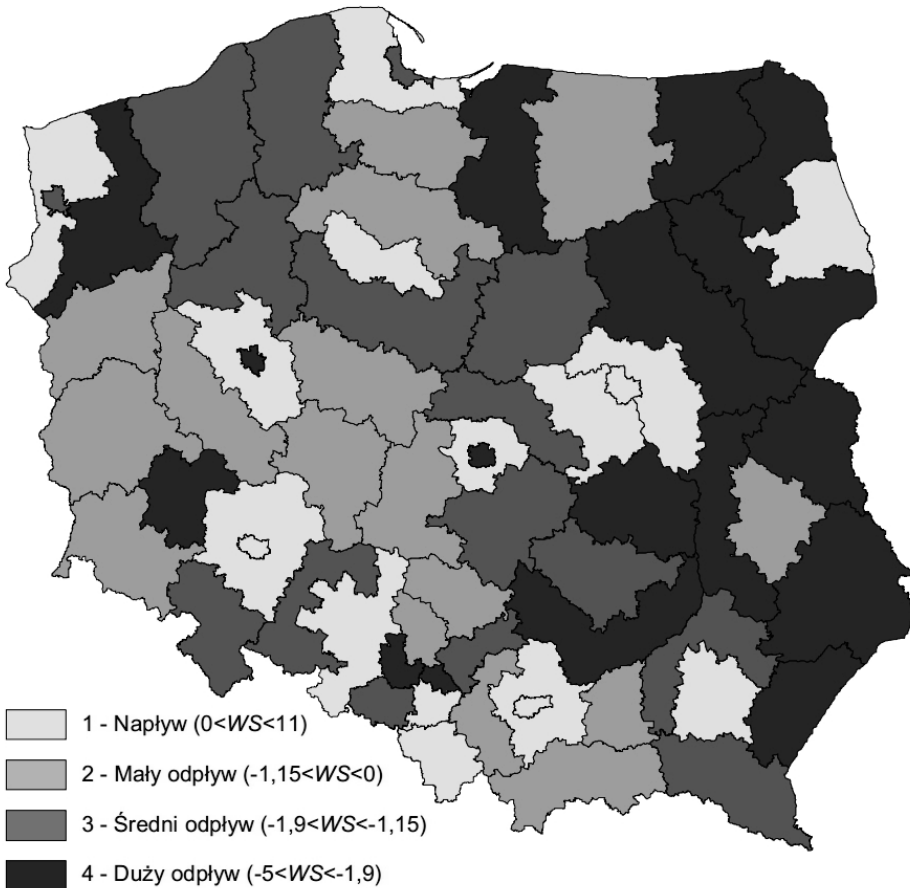 1 - Napływ (0<WS<11)
2 - Mały odpływ (-1,15<WS<0)
3 - Średni odpływ (-1,9<WS<-1,15)
4 - Duży odpływ (-5<WS<-1,9)